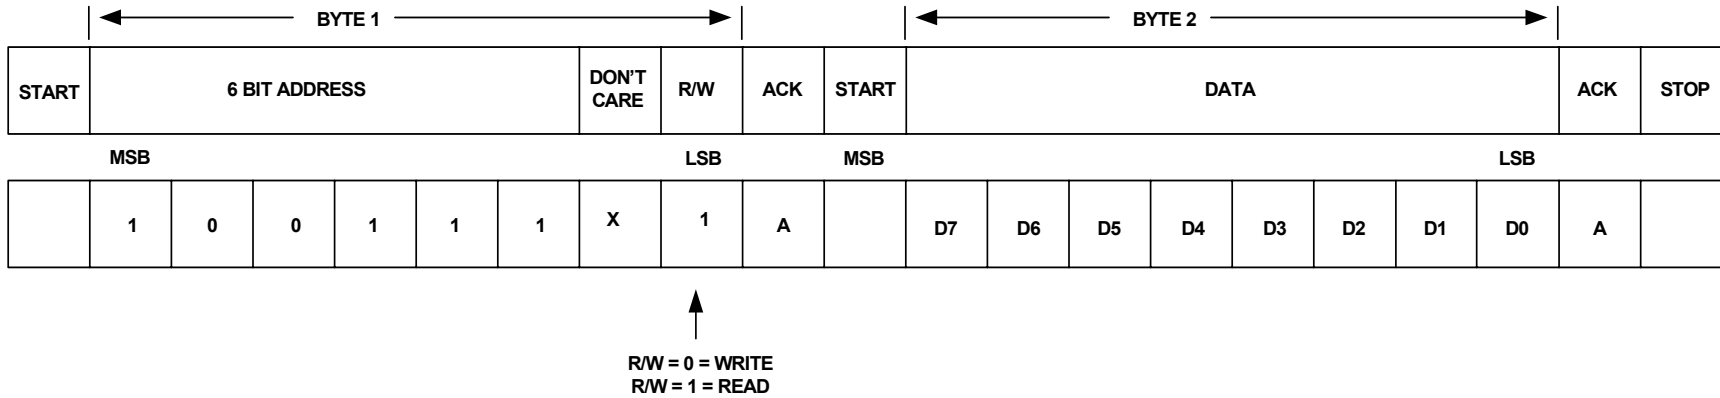 BYTE 1 BYTE 2
START 6 BIT ADDRESS DON'T CARE R/W ACK START DATA ACK STOP
MSB LSB MSB LSB
1 0 0 1 1 1 X 1 A D7 D6 D5 D4 D3 D2 D1 D0 A
R/W = 0 = WRITE
R/W = 1 = READ